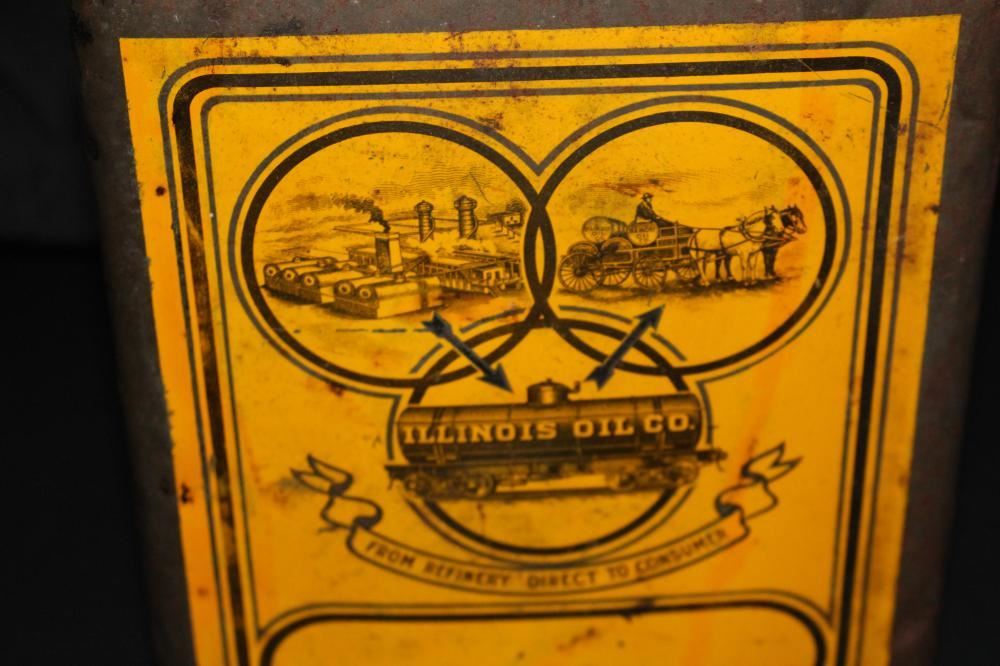 ILLINOIS OIL CO.
FROM REFINERY DIRECT TO CONSUMER